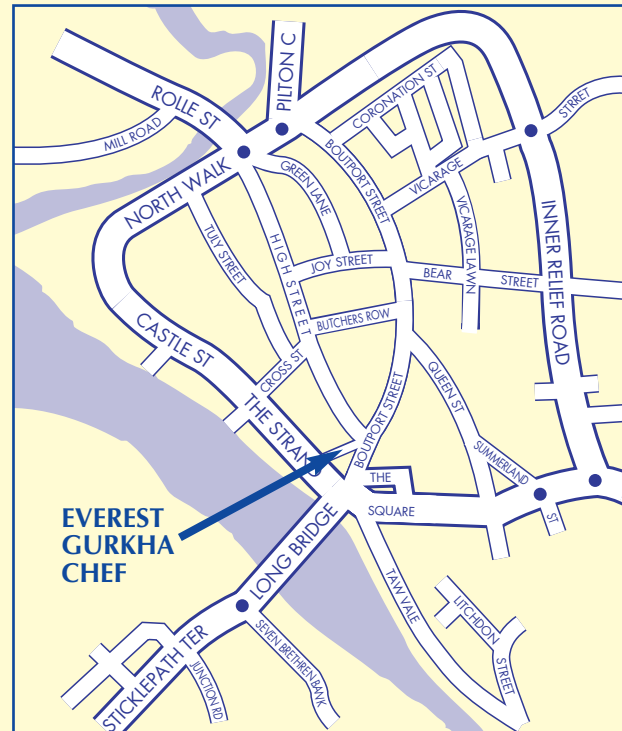 ROLLE ST
PILTON C
CORONATION ST
STRRET
MILL ROAD
BOUTPORT STREET
VICARAGE
NORTH WALK
GREEN LANE
VICARAGE LAWN
INNER RELIEF ROAD
TULY STREET
HIGH STREET
JOY STREET
BEAR
STREET
BUTCHERS ROW
CASTLE ST
CROSS ST
QUEEN ST
THE STRAN
BOUTPORT STREET
SUMMERLAND
ST
THE
SQUARE
EVEREST
GURKHA
CHEF
LONG BRIDGE
TAW VALE
LITCHDON
STREET
SEVEN BRETHREN BANK
STICKLEPATH TER
JUNCTION RD